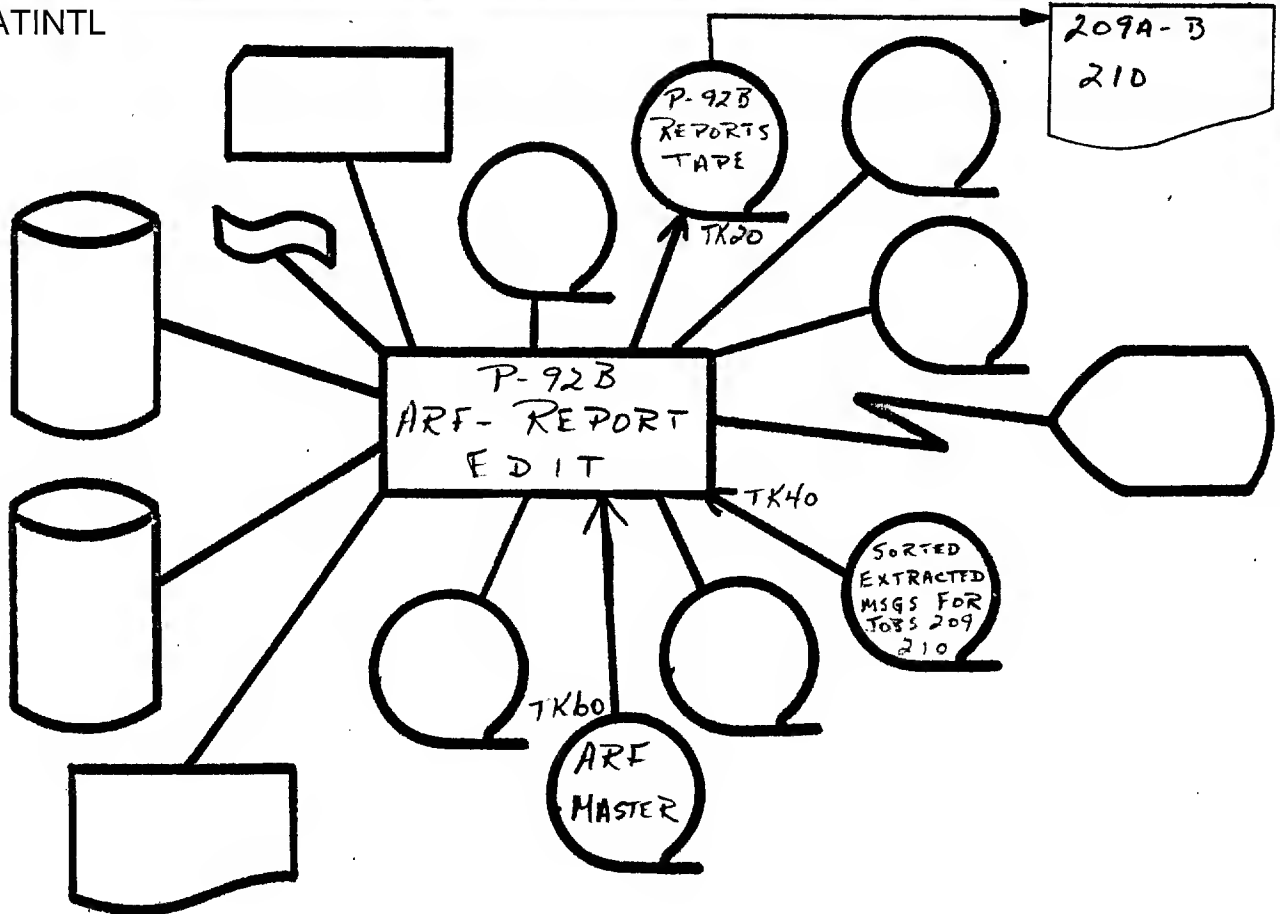 ATINTL
209A-B
210
P-92B
REPORTS
TAPE
TK20
P-92B
ARF- REPORT
EDIT
TK40
SORTED
EXTRACTED
MSGS FOR
JOBS 209
210
TK60
ARF
MASTER